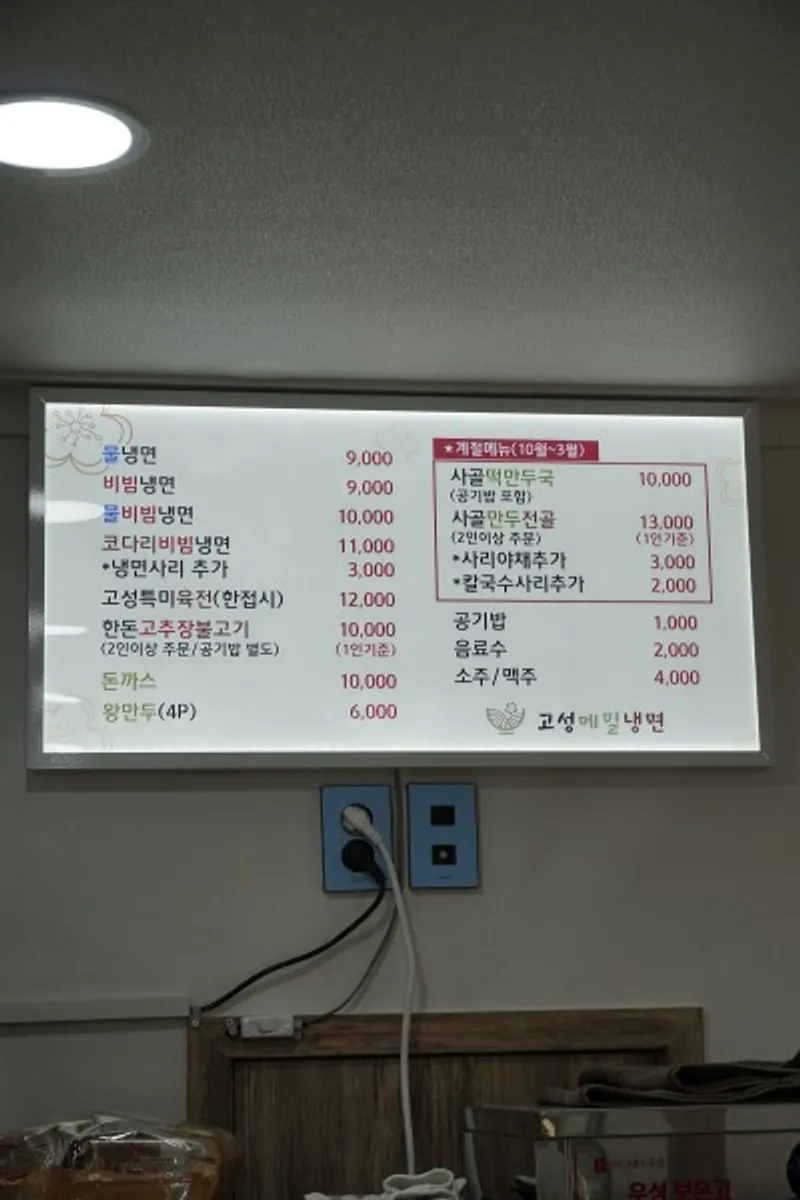 물냉면 9,000
비빔냉면 9,000
물비빔냉면 10,000
코다리비빔냉면 11,000
*냉면사리 추가 3,000
고성특미육전(한접시) 12,000
한돈고추장불고기 10,000
(2인이상 주문/공기밥 별도) (1인기준)
돈까스 10,000
왕만두(4P) 6,000
★계절메뉴(10월~3월)
사골떡만두국 10,000
(공기밥 포함)
사골만두전골 13,000
(2인이상 주문) (1인기준)
*사리야채추가 3,000
*칼국수사리추가 2,000
공기밥 1,000
음료수 2,000
소주/맥주 4,000
고성메밀냉면